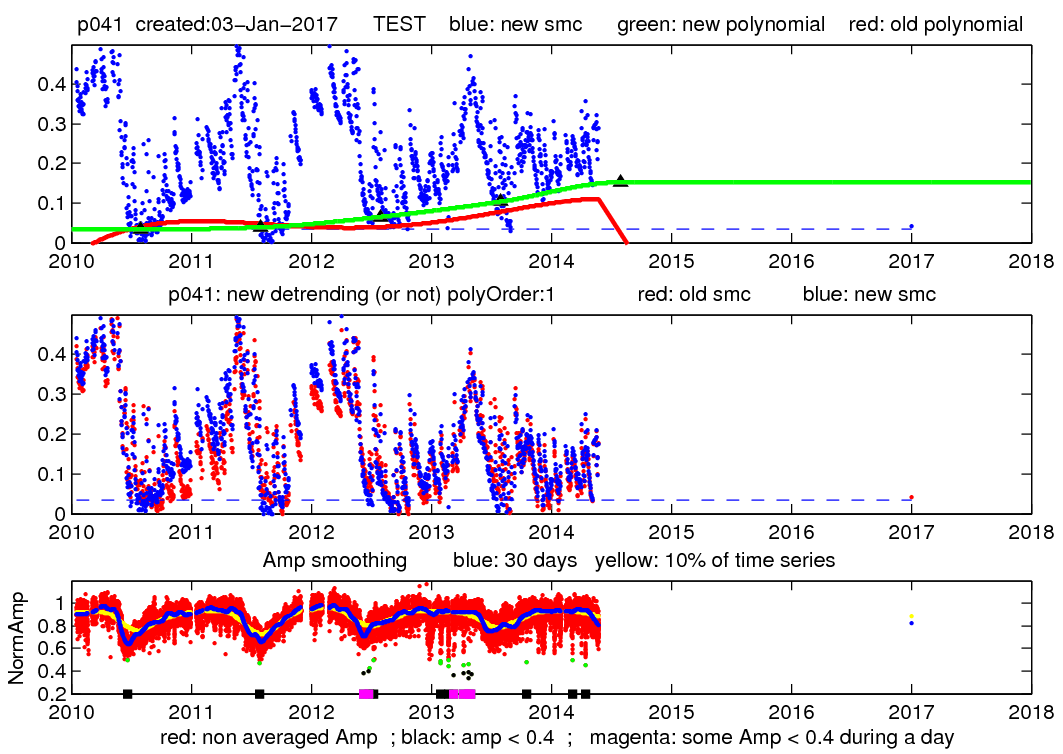 p041 created:03-Jan-2017 TEST blue: new smc green: new polynomial red: old polynomial
0.4
0.3
0.2
0.1
0
2010 2011 2012 2013 2014 2015 2016 2017 2018
p041: new detrending (or not) polyOrder:1 red: old smc blue: new smc
0.4
0.3
0.2
0.1
0
2010 2011 2012 2013 2014 2015 2016 2017 2018
Amp smoothing blue: 30 days yellow: 10% of time series
NormAmp
1
0.8
0.6
0.4
0.2
2010 2011 2012 2013 2014 2015 2016 2017 2018
red: non averaged Amp ; black: amp < 0.4 ; magenta: some Amp < 0.4 during a day